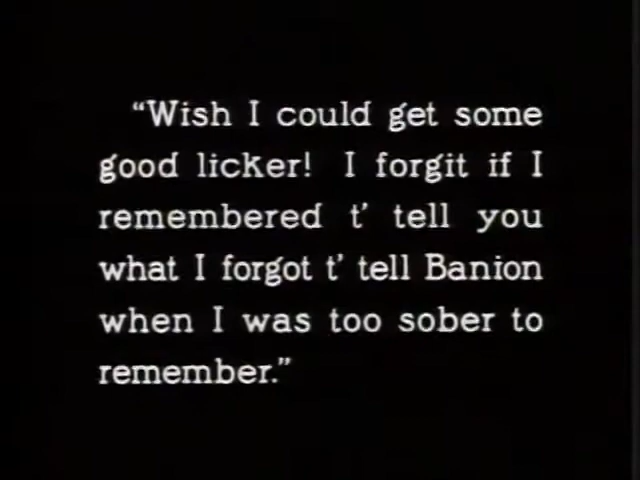 “Wish I could get some
good licker! I forgit if I
remembered t’ tell you
what I forgot t’ tell Banion
when I was too sober to
remember.”